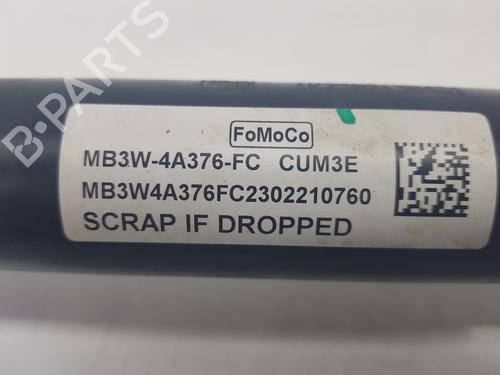 B-PARTS
FoMoCo
MB3W-4A376-FC CUM3E
MB3W4A376FC2302210760
SCRAP IF DROPPED